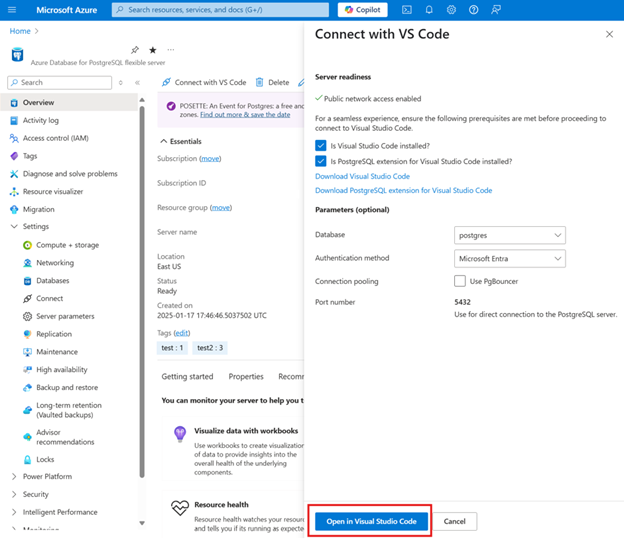 Microsoft Azure
Search resources, services, and docs (G+/)
Copilot
Home
Azure Database for PostgreSQL flexible server
Search
Overview
Activity log
Access control (IAM)
Tags
Diagnose and solve problems
Resource visualizer
Migration
Settings
Compute + storage
Networking
Databases
Connect
Server parameters
Replication
Maintenance
High availability
Backup and restore
Long-term retention
(Vaulted backups)
Advisor
recommendations
Locks
Power Platform
Security
Intelligent Performance
Monitoring
Connect with VS Code
Delete
POSETTE: An Event for Postgres: a free and
zones. Find out more & save the date
Essentials
Subscription (move)
Subscription ID
Resource group (move)
Server name
Location
East US
Status
Ready
Created on
2025-01-17 17:46:46.5037502 UTC
Tags (edit)
test : 1
test2 : 3
Getting started
Properties
Recomm
You can monitor your server to help you t
Visualize data with workbooks
Use workbooks to create visualization
of data to provide insights into the
overall health of the underlying
components.
Resource health
Resource health watches your resour
and tells you if its running as expecte
Connect with VS Code
Server readiness
Public network access enabled
For a seamless experience, ensure the following prerequisites are met before proceeding to
connect to Visual Studio Code.
Is Visual Studio Code installed?
Is PostgreSQL extension for Visual Studio Code installed?
Download Visual Studio Code
Download PostgreSQL extension for Visual Studio Code
Parameters (optional)
Database
postgres
Authentication method
Microsoft Entra
Connection pooling
Use PgBouncer
Port number
5432
Use for direct connection to the PostgreSQL server.
Open in Visual Studio Code
Cancel